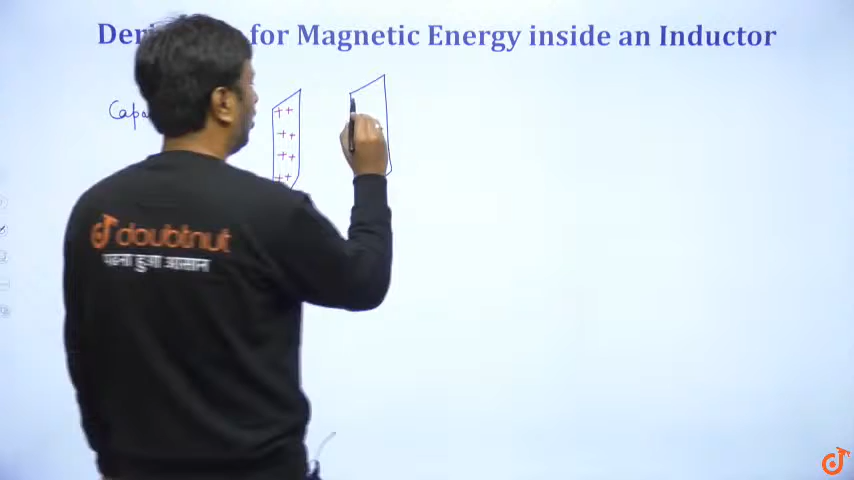 for Magnetic Energy inside an Inductor
++
++
++
++
doubtnut
पढ़ना हुआ आसान